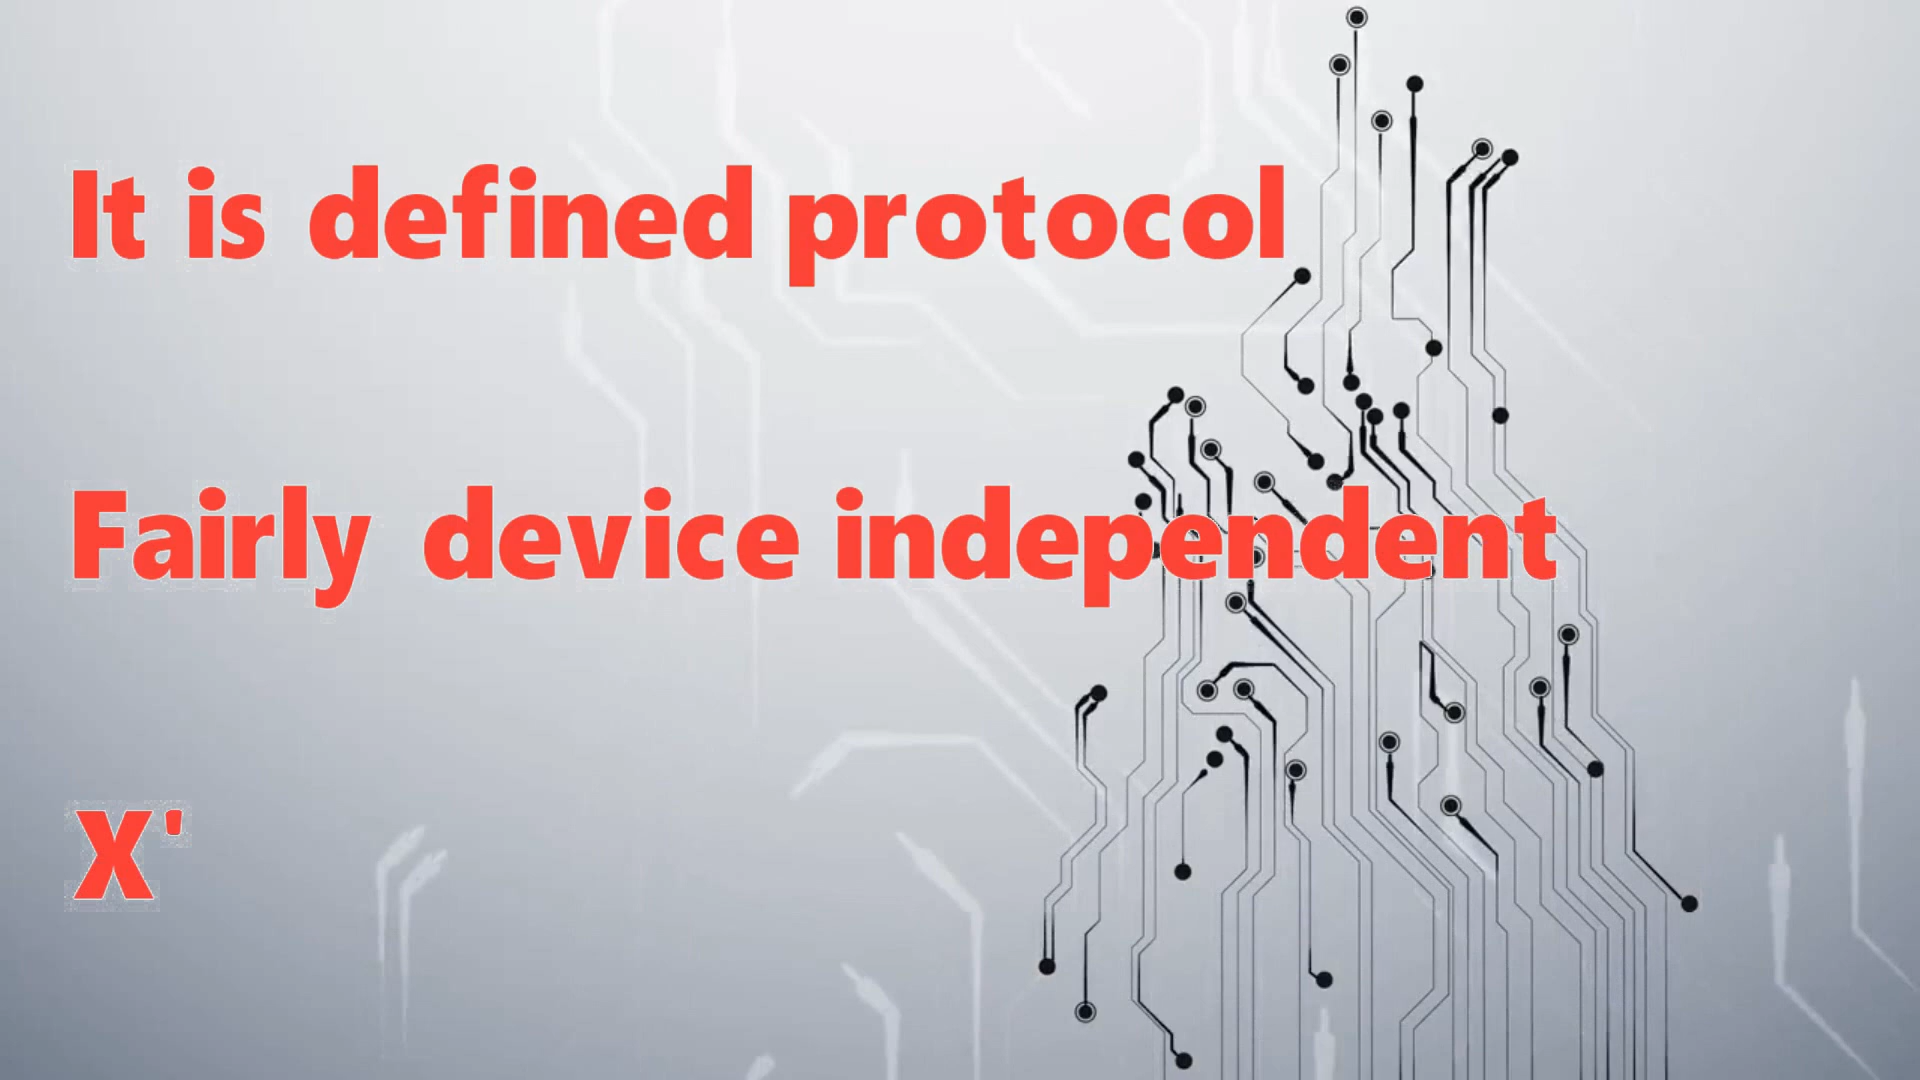 It is defined protocol
Fairly device independent
X'